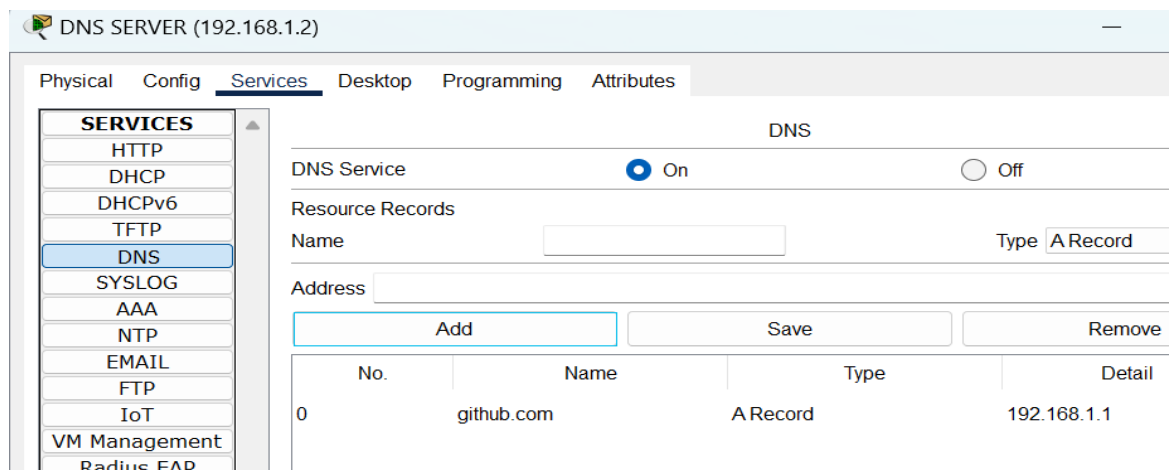 DNS SERVER (192.168.1.2)
Physical Config Services Desktop Programming Attributes
SERVICES
HTTP
DHCP
DHCPv6
TFTP
DNS
SYSLOG
AAA
NTP
EMAIL
FTP
IoT
VM Management
Radius EAP
DNS
DNS Service On Off
Resource Records
Name Type A Record
Address
Add Save Remove
No. Name Type Detail
0 github.com A Record 192.168.1.1